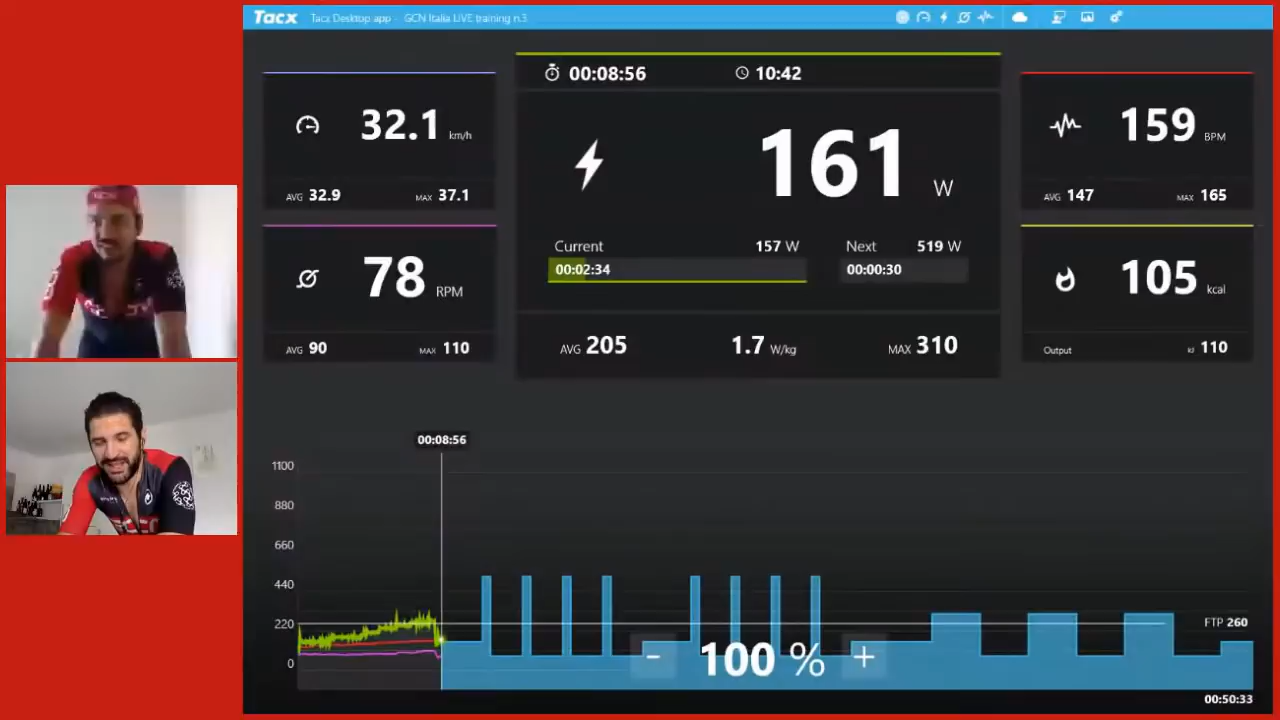 Tacx Tacx Desktop app - GCN Italia LIVE training n.3
00:08:56 10:42
32.1 km/h
AVG 32.9 MAX 37.1
161 W
159 BPM
AVG 147 MAX 165
78 RPM
AVG 90 MAX 110
Current 157 W Next 519 W
00:02:34 00:00:30
AVG 205 1.7 W/kg MAX 310
105 kcal
Output kJ 110
00:08:56
1100
880
660
440
220
0
FTP 260
- 100 % +
00:50:33
GCN